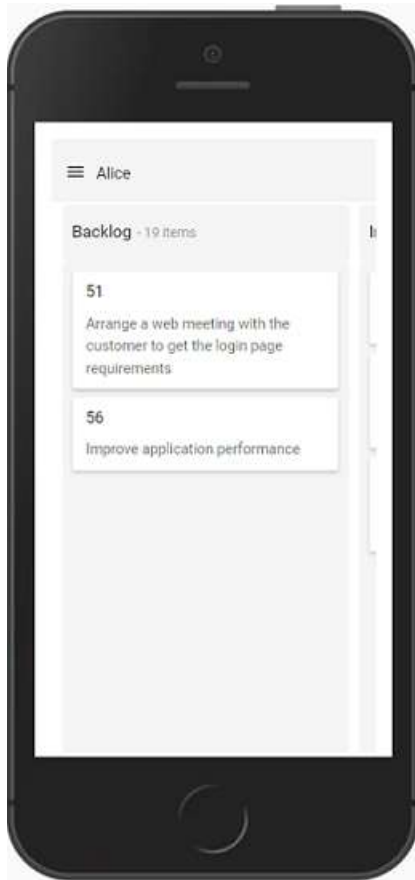 Alice
Backlog - 19 items
51
Arrange a web meeting with the
customer to get the login page
requirements
56
Improve application performance